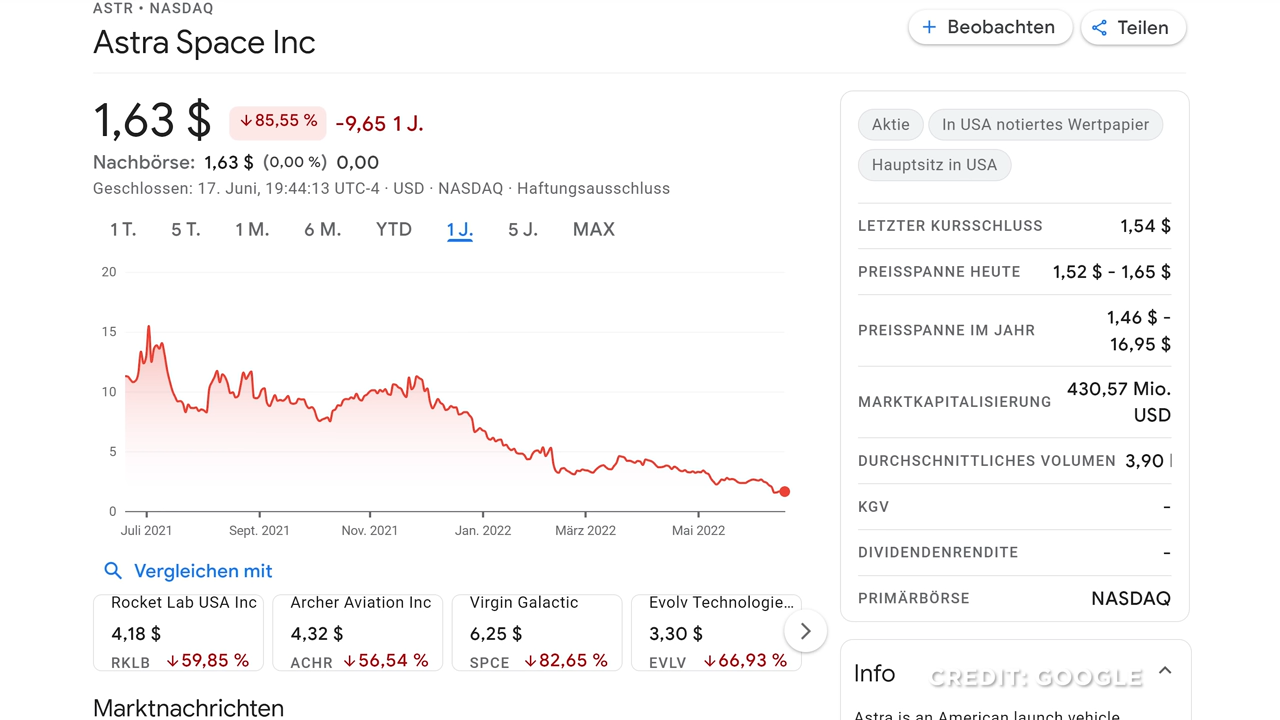 ASTR • NASDAQ
Astra Space Inc
+ Beobachten
Teilen
1,63 $ ↓85,55 % -9,65 1 J.
Nachbörse: 1,63 $ (0,00 %) 0,00
Geschlossen: 17. Juni, 19:44:13 UTC-4 · USD · NASDAQ · Haftungsausschluss
1 T. 5 T. 1 M. 6 M. YTD 1 J. 5 J. MAX
20
15
10
5
0
Juli 2021 Sept. 2021 Nov. 2021 Jan. 2022 März 2022 Mai 2022
Vergleichen mit
Rocket Lab USA Inc
4,18 $
RKLB ↓59,85 %
Archer Aviation Inc
4,32 $
ACHR ↓56,54 %
Virgin Galactic
6,25 $
SPCE ↓82,65 %
Evolv Technologie...
3,30 $
EVLV ↓66,93 %
Marktnachrichten
Aktie
In USA notiertes Wertpapier
Hauptsitz in USA
LETZTER KURSSCHLUSS 1,54 $
PREISSPANNE HEUTE 1,52 $ - 1,65 $
PREISSPANNE IM JAHR 1,46 $ -
16,95 $
MARKTKAPITALISIERUNG 430,57 Mio.
USD
DURCHSCHNITTLICHES VOLUMEN 3,90
KGV -
DIVIDENDENRENDITE -
PRIMÄRBÖRSE NASDAQ
Info
CREDIT: GOOGLE
Astra is an American launch vehicle